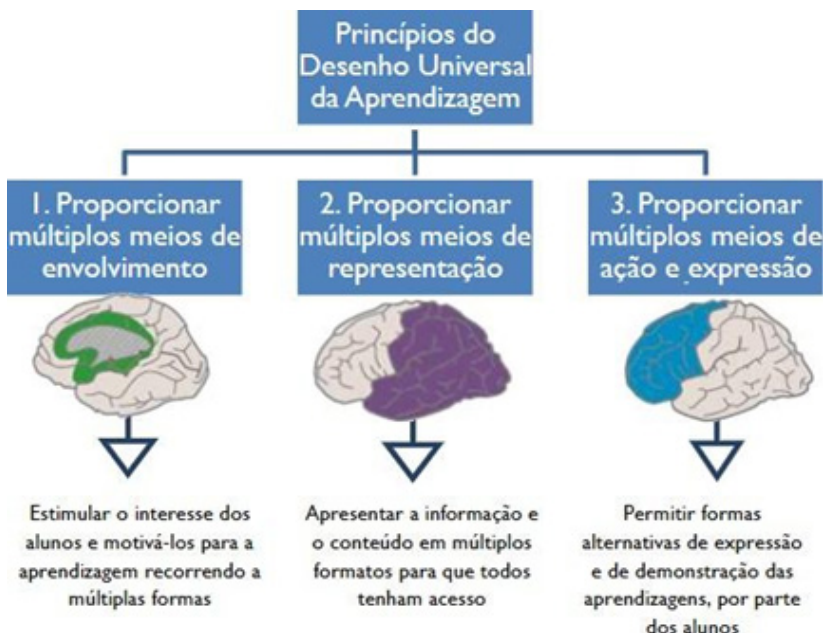 Princípios do
Desenho Universal
da Aprendizagem
1. Proporcionar
múltiplos meios de
envolvimento
2. Proporcionar
múltiplos meios de
representação
3. Proporcionar
múltiplos meios de
ação e expressão
Estimular o interesse dos
alunos e motivá-los para a
aprendizagem recorrendo a
múltiplas formas
Apresentar a informação e
o conteúdo em múltiplos
formatos para que todos
tenham acesso
Permitir formas
alternativas de expressão
e de demonstração das
aprendizagens, por parte
dos alunos